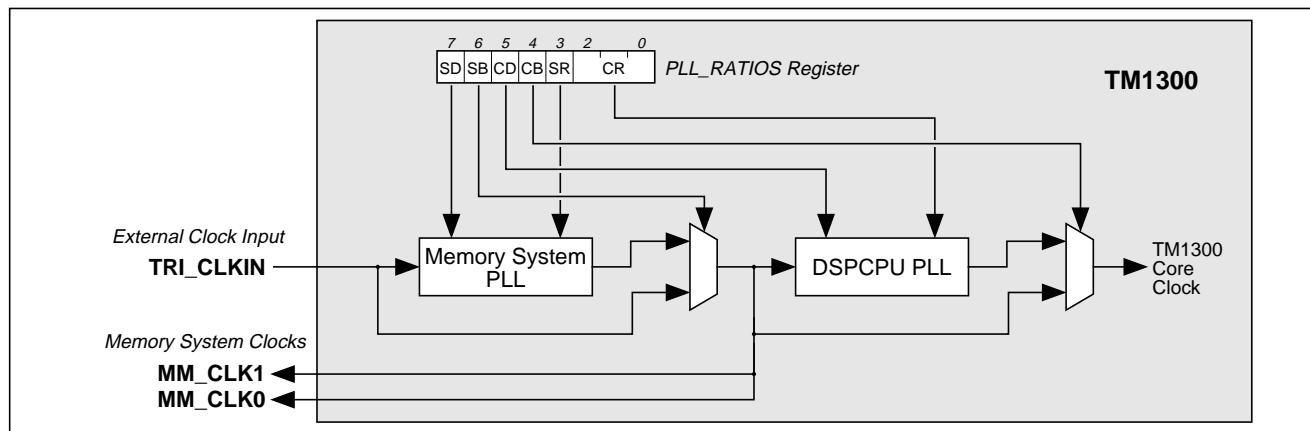 7 6 5 4 3 2 0
SD SB CD CB SR CR
PLL_RATIOS Register
TM1300
External Clock Input
TRI_CLKIN
Memory System
PLL
DSPCPU PLL
TM1300
Core
Clock
Memory System Clocks
MM_CLK1
MM_CLK0